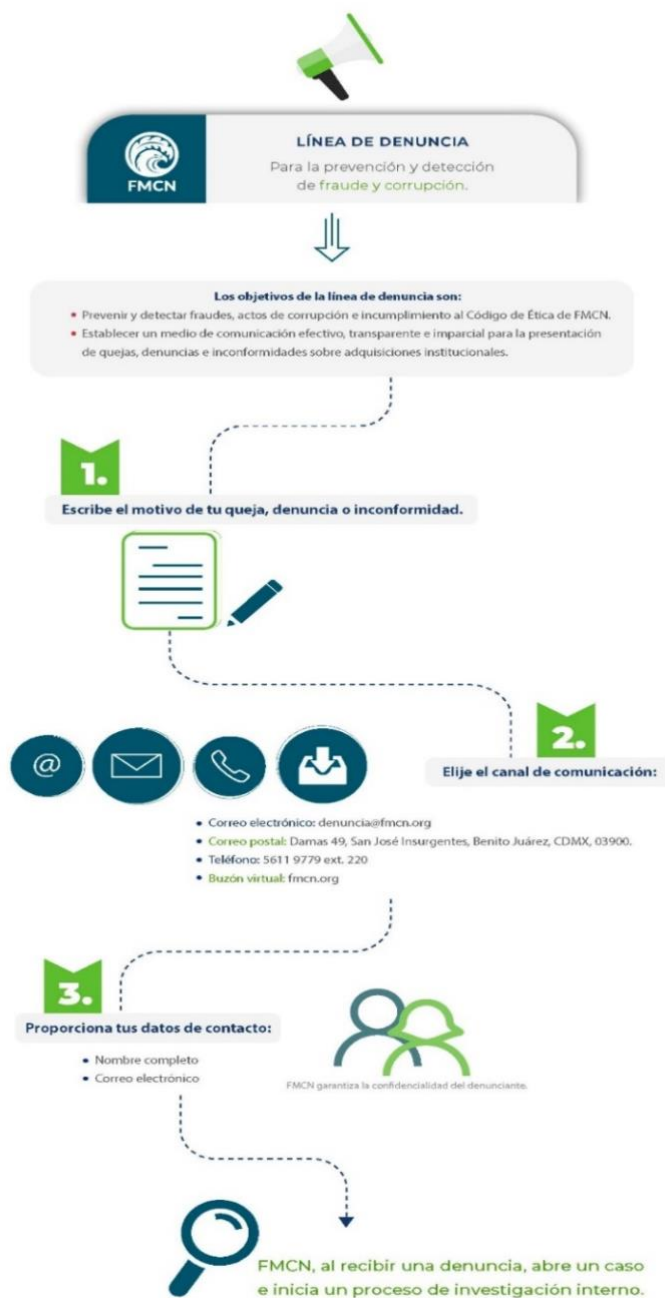 FMCN
LÍNEA DE DENUNCIA
Para la prevención y detección
de fraude y corrupción.
Los objetivos de la línea de denuncia son:
• Prevenir y detectar fraudes, actos de corrupción e incumplimiento al Código de Ética de FMCN.
• Establecer un medio de comunicación efectivo, transparente e imparcial para la presentación
de quejas, denuncias e inconformidades sobre adquisiciones institucionales.
1.
Escribe el motivo de tu queja, denuncia o inconformidad.
2.
Elije el canal de comunicación:
@
• Correo electrónico: denuncia@fmcn.org
• Correo postal: Damas 49, San José Insurgentes, Benito Juárez, CDMX, 03900.
• Teléfono: 5611 9779 ext. 220
• Buzón virtual: fmcn.org
3.
Proporciona tus datos de contacto:
• Nombre completo
• Correo electrónico
FMCN garantiza la confidencialidad del denunciante.
FMCN, al recibir una denuncia, abre un caso
e inicia un proceso de investigación interno.